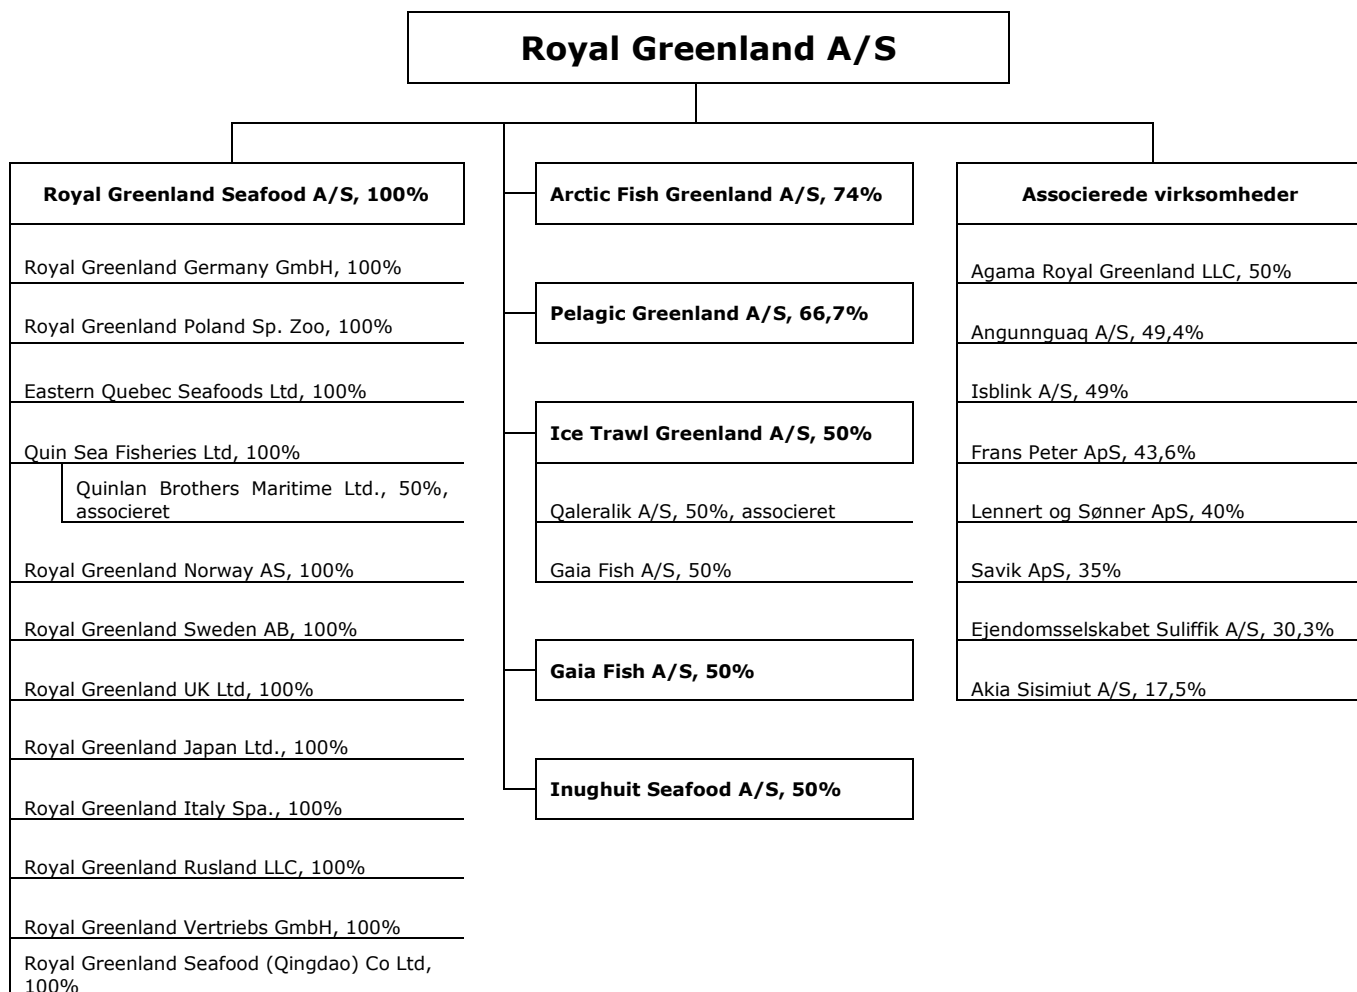 Royal Greenland A/S
Royal Greenland Seafood A/S, 100%
Royal Greenland Germany GmbH, 100%
Royal Greenland Poland Sp. Zoo, 100%
Eastern Quebec Seafoods Ltd, 100%
Quin Sea Fisheries Ltd, 100%
Quinlan Brothers Maritime Ltd., 50%,
associeret
Royal Greenland Norway AS, 100%
Royal Greenland Sweden AB, 100%
Royal Greenland UK Ltd, 100%
Royal Greenland Japan Ltd., 100%
Royal Greenland Italy Spa., 100%
Royal Greenland Rusland LLC, 100%
Royal Greenland Vertriebs GmbH, 100%
Royal Greenland Seafood (Qingdao) Co Ltd,
100%
Arctic Fish Greenland A/S, 74%
Pelagic Greenland A/S, 66,7%
Ice Trawl Greenland A/S, 50%
Qaleralik A/S, 50%, associeret
Gaia Fish A/S, 50%
Gaia Fish A/S, 50%
Inughuit Seafood A/S, 50%
Associerede virksomheder
Agama Royal Greenland LLC, 50%
Angunnguaq A/S, 49,4%
Isblink A/S, 49%
Frans Peter ApS, 43,6%
Lennert og Sønner ApS, 40%
Savik ApS, 35%
Ejendomsselskabet Suliffik A/S, 30,3%
Akia Sisimiut A/S, 17,5%